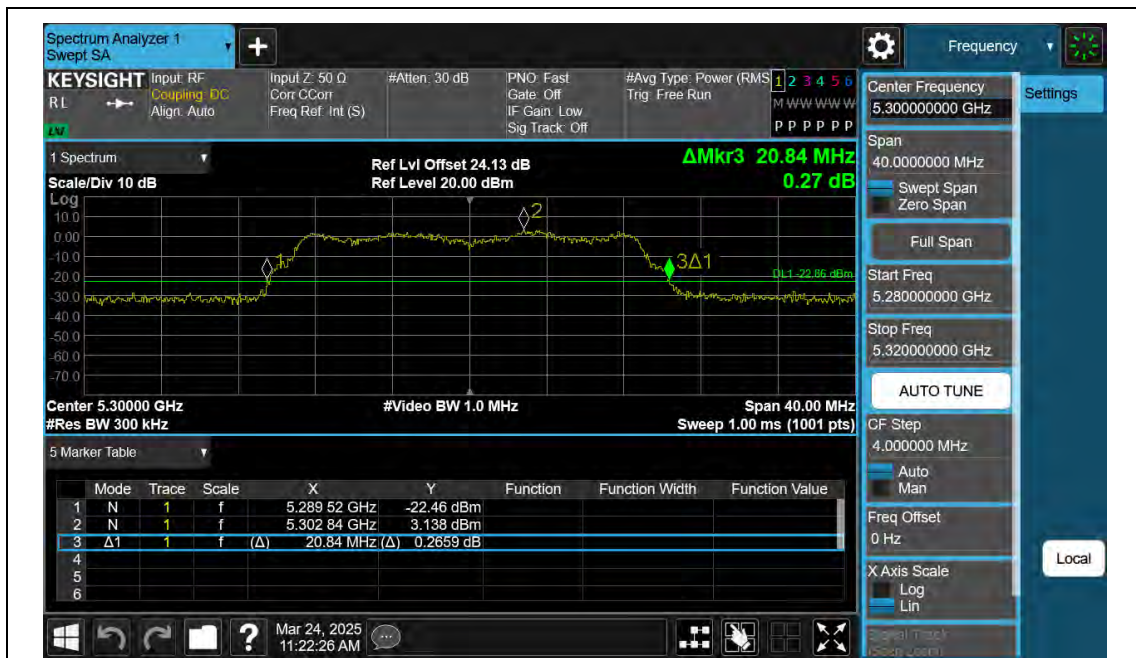 Spectrum Analyzer 1
Swept SA
+
Frequency
KEYSIGHT Input: RF Input Z: 50 Ω #Atten: 30 dB PNO: Fast #Avg Type: Power (RMS 1 2 3 4 5 6
RL Coupling: DC Corr CCorr Gate: Off Trig: Free Run M W W W W W
Align: Auto Freq Ref: Int (S) IF Gain: Low
LXI Sig Track: Off P P P P P P
1 Spectrum
Ref Lvl Offset 24.13 dB ΔMkr3 20.84 MHz
Scale/Div 10 dB Ref Level 20.00 dBm 0.27 dB
Log
10.0
0.00
-10.0
-20.0
-30.0
-40.0
-50.0
-60.0
-70.0
2
1
3Δ1
DL1 -22.86 dBm
Center 5.30000 GHz #Video BW 1.0 MHz Span 40.00 MHz
#Res BW 300 kHz Sweep 1.00 ms (1001 pts)
5 Marker Table
Mode Trace Scale X Y Function Function Width Function Value
1 N 1 f 5.289 52 GHz -22.46 dBm
2 N 1 f 5.302 84 GHz 3.138 dBm
3 Δ1 1 f (Δ) 20.84 MHz (Δ) 0.2659 dB
4
5
6
Center Frequency
5.300000000 GHz
Settings
Span
40.0000000 MHz
Swept Span
Zero Span
Full Span
Start Freq
5.280000000 GHz
Stop Freq
5.320000000 GHz
AUTO TUNE
CF Step
4.000000 MHz
Auto
Man
Freq Offset
0 Hz
X Axis Scale
Log
Lin
Signal Track
(Span Zoom)
Local
?
Mar 24, 2025
11:22:26 AM